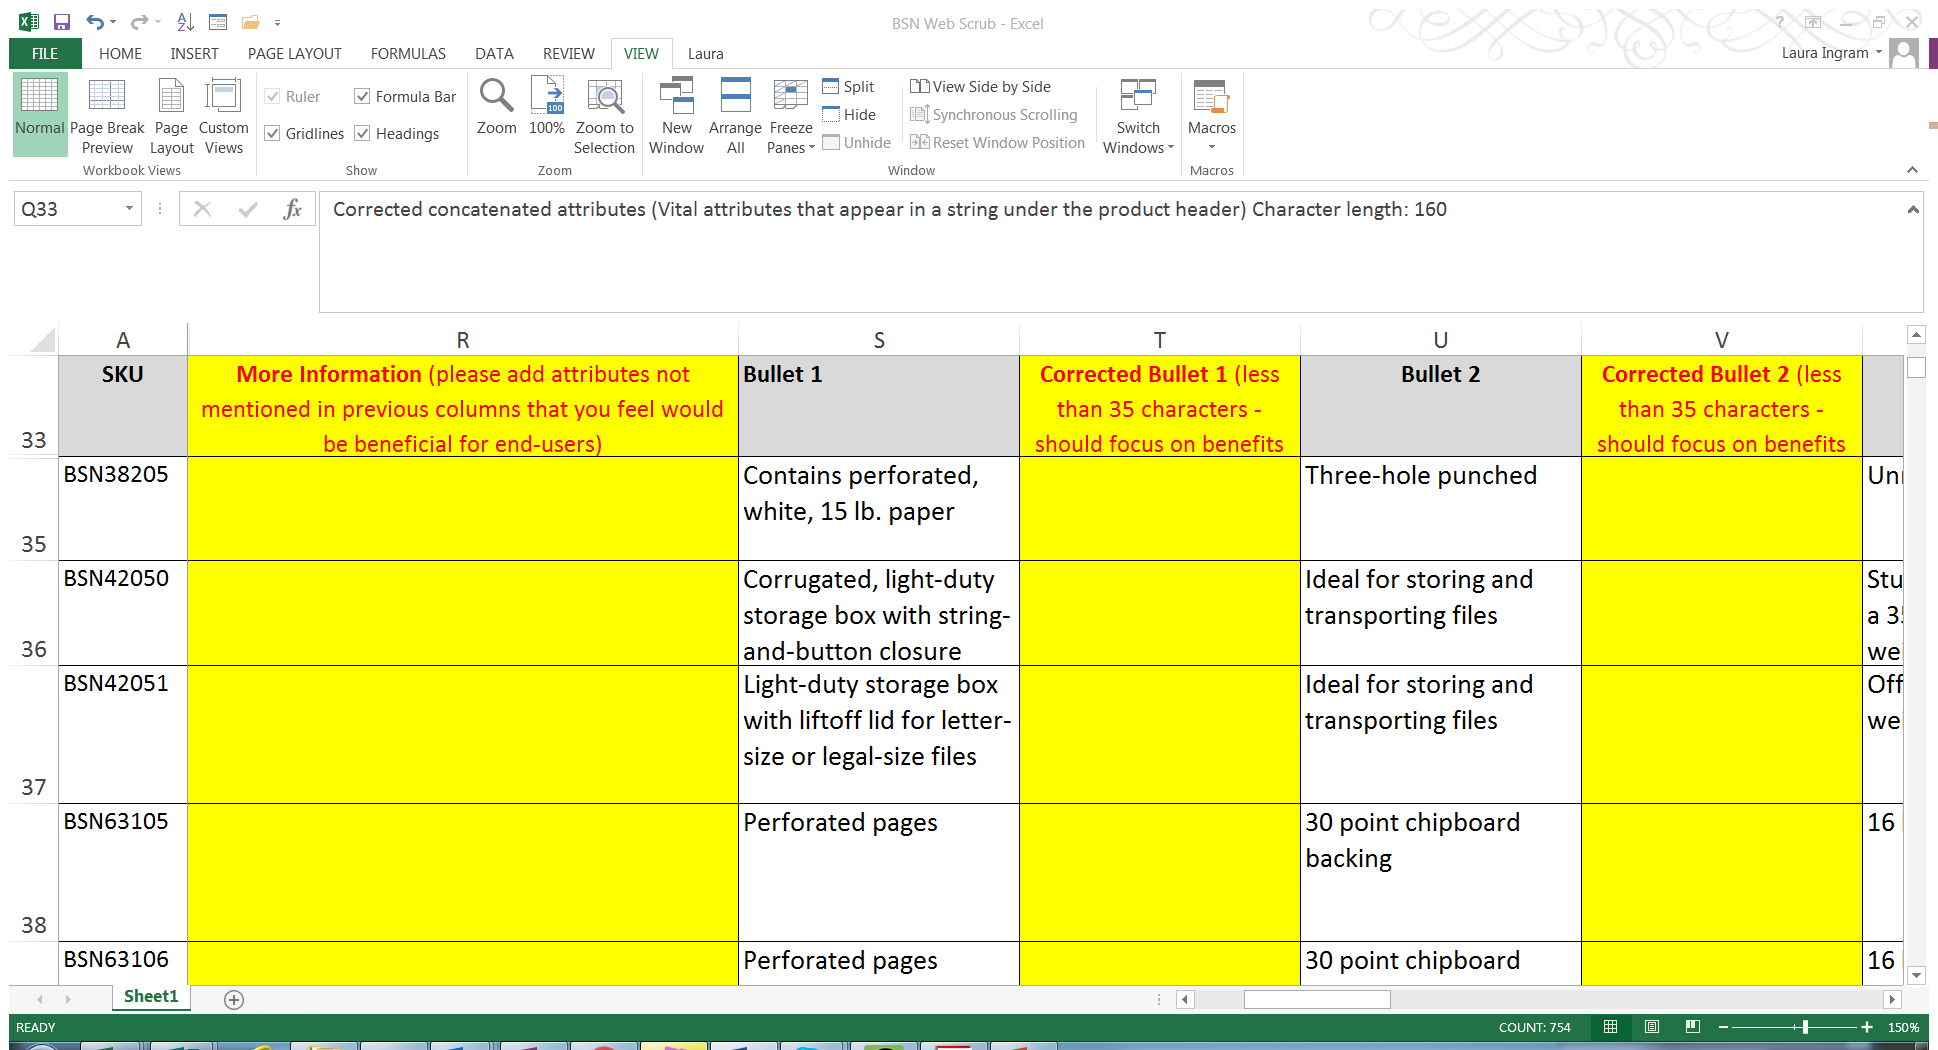 BSN Web Scrub - Excel
?
FILE HOME INSERT PAGE LAYOUT FORMULAS DATA REVIEW VIEW Laura
Laura Ingram
Normal
Page Break
Preview
Page
Layout
Custom
Views
Workbook Views
Ruler
Formula Bar
Gridlines
Headings
Show
Zoom
100
100%
Zoom to
Selection
Zoom
New
Window
Arrange
All
Freeze
Panes
Split
Hide
Unhide
View Side by Side
Synchronous Scrolling
Reset Window Position
Window
Switch
Windows
Macros
Macros
Q33
fx
Corrected concatenated attributes (Vital attributes that appear in a string under the product header) Character length: 160
A R S T U V
33
SKU
More Information (please add attributes not
mentioned in previous columns that you feel would
be beneficial for end-users)
Bullet 1
Corrected Bullet 1 (less
than 35 characters -
should focus on benefits
Bullet 2
Corrected Bullet 2 (less
than 35 characters -
should focus on benefits
35
BSN38205
Contains perforated,
white, 15 lb. paper
Three-hole punched
36
BSN42050
Corrugated, light-duty
storage box with string-
and-button closure
Ideal for storing and
transporting files
Stu
a 3
we
37
BSN42051
Light-duty storage box
with liftoff lid for letter-
size or legal-size files
Ideal for storing and
transporting files
Off
we
38
BSN63105
Perforated pages
30 point chipboard
backing
16
BSN63106
Perforated pages
30 point chipboard
16
Sheet1
READY
COUNT: 754
150%